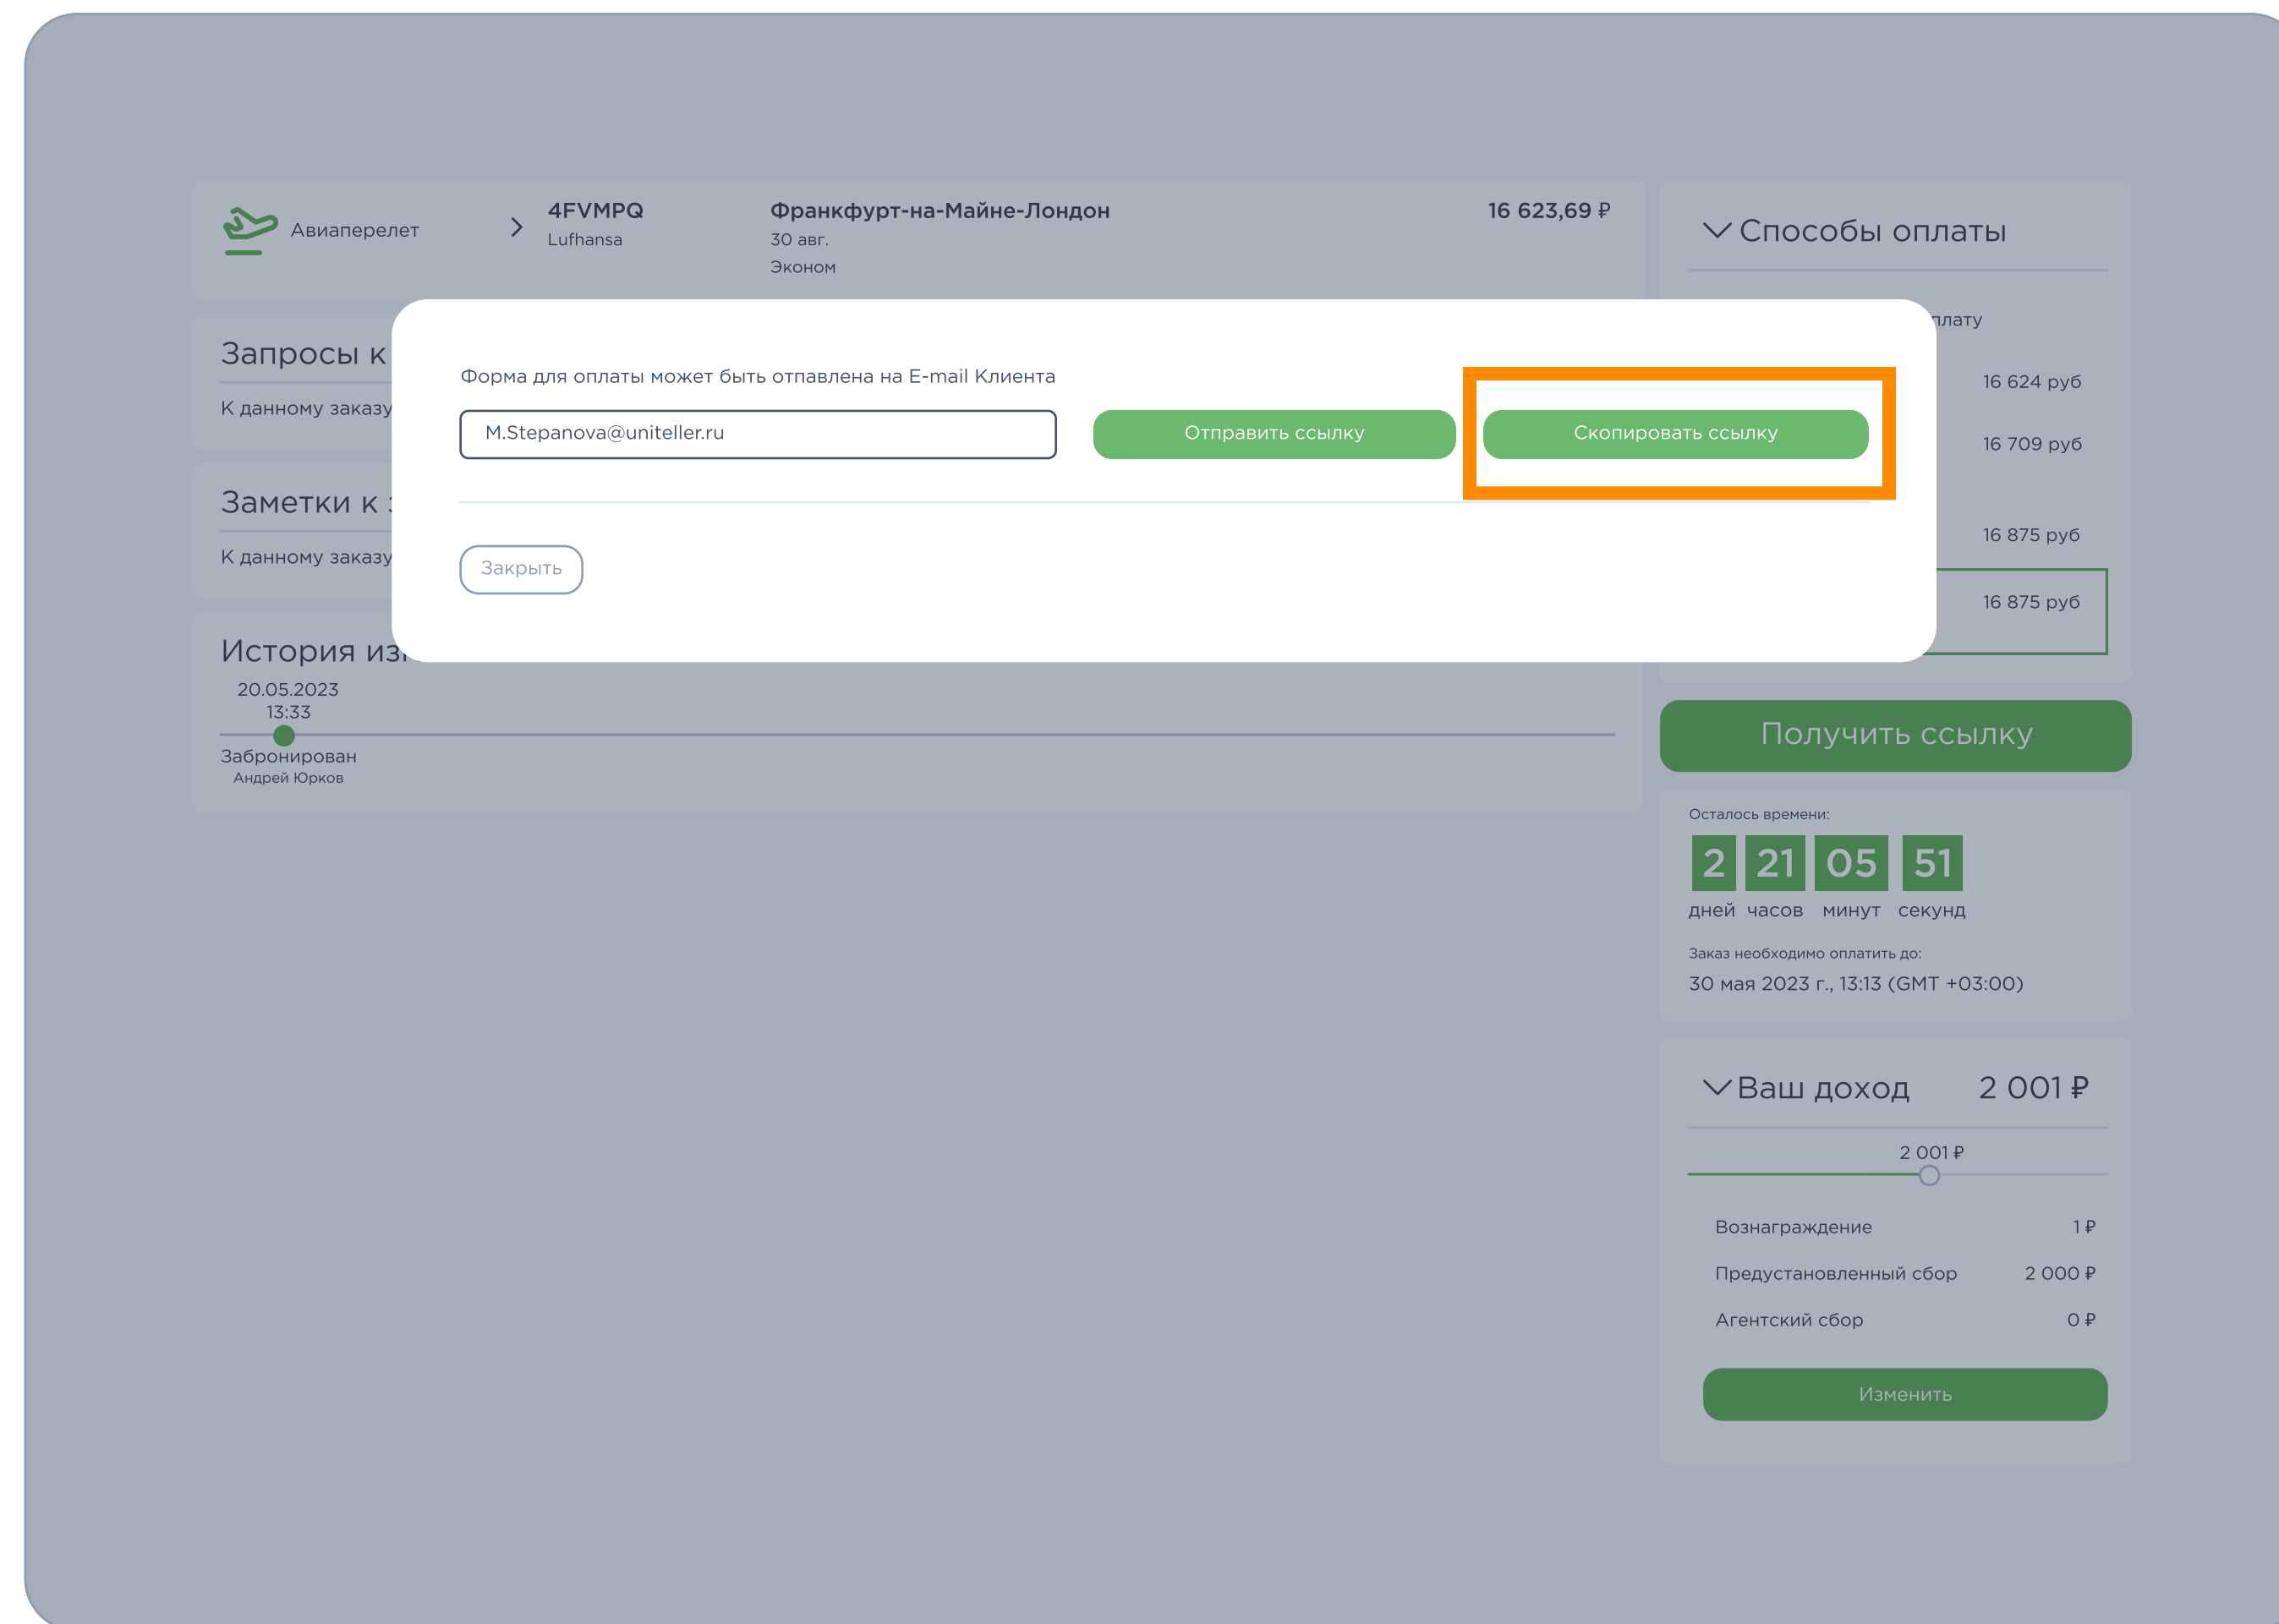 Авиаперелет
4FVMPQ
Lufhansa
Франкфурт-на-Майне-Лондон
30 авг.
Эконом
16 623,69 ₽
Способы оплаты
Запросы к
К данному заказу
Форма для оплаты может быть отпавлена на E-mail Клиента
M.Stepanova@uniteller.ru
Отправить ссылку
Скопировать ссылку
Закрыть
16 624 руб
16 709 руб
16 875 руб
16 875 руб
Заметки к
К данному заказу
История
20.05.2023
13:33
Забронирован
Андрей Юрков
Получить ссылку
Осталось времени:
2 21 05 51
дней часов минут секунд
Заказ необходимо оплатить до:
30 мая 2023 г., 13:13 (GMT +03:00)
Ваш доход 2 001 ₽
2 001 ₽
Вознаграждение 1 ₽
Предустановленный сбор 2 000 ₽
Агентский сбор 0 ₽
Изменить